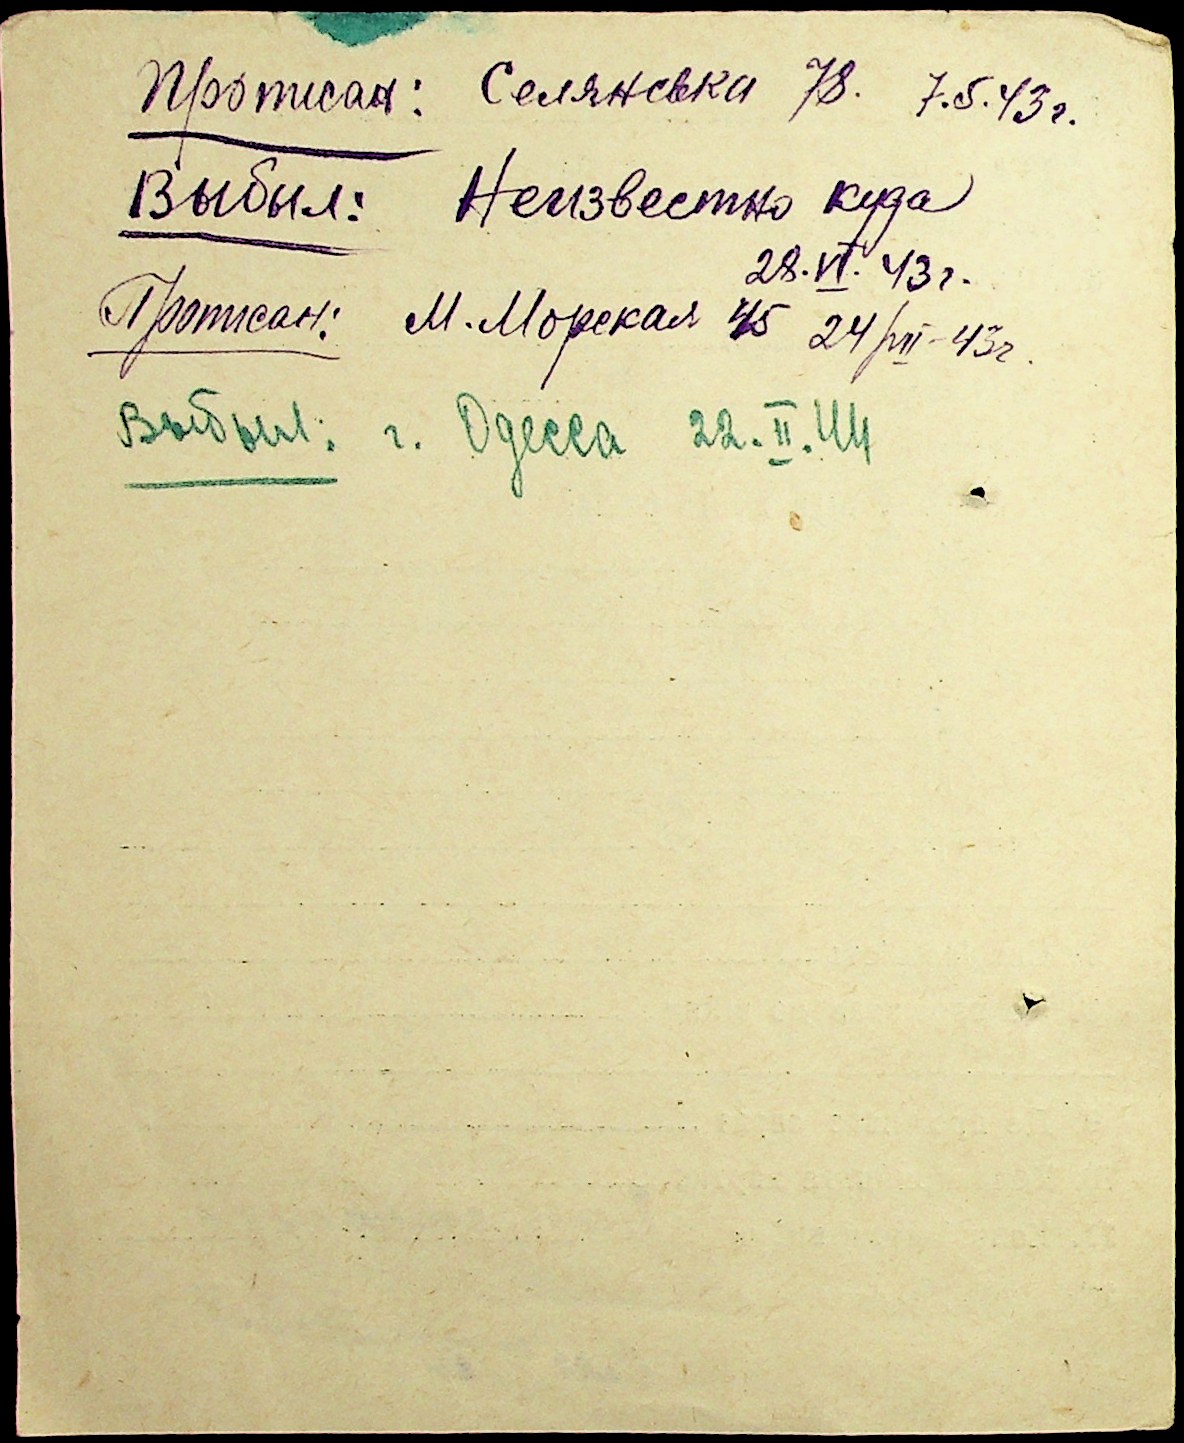 Прописан: Селянська 78. 7.5.43г.
Выбыл: Неизвестно куда
28.VI. 43г.
Прописан: М. Морская 45 24/VII-43г.
Выбыл: г. Одесса 22.II.44